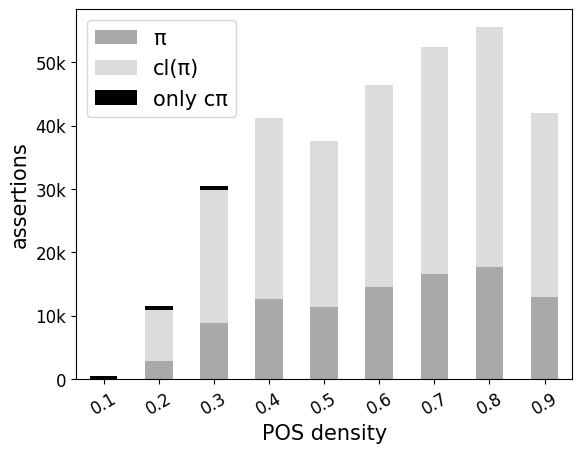 π
cl(π)
only cπ
50k
40k
30k
20k
10k
0
assertions
0.1 0.2 0.3 0.4 0.5 0.6 0.7 0.8 0.9
POS density